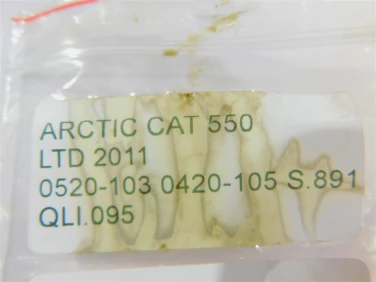 ARCTIC CAT 550
LTD 2011
0520-103 0420-105 S.891
QLI.095